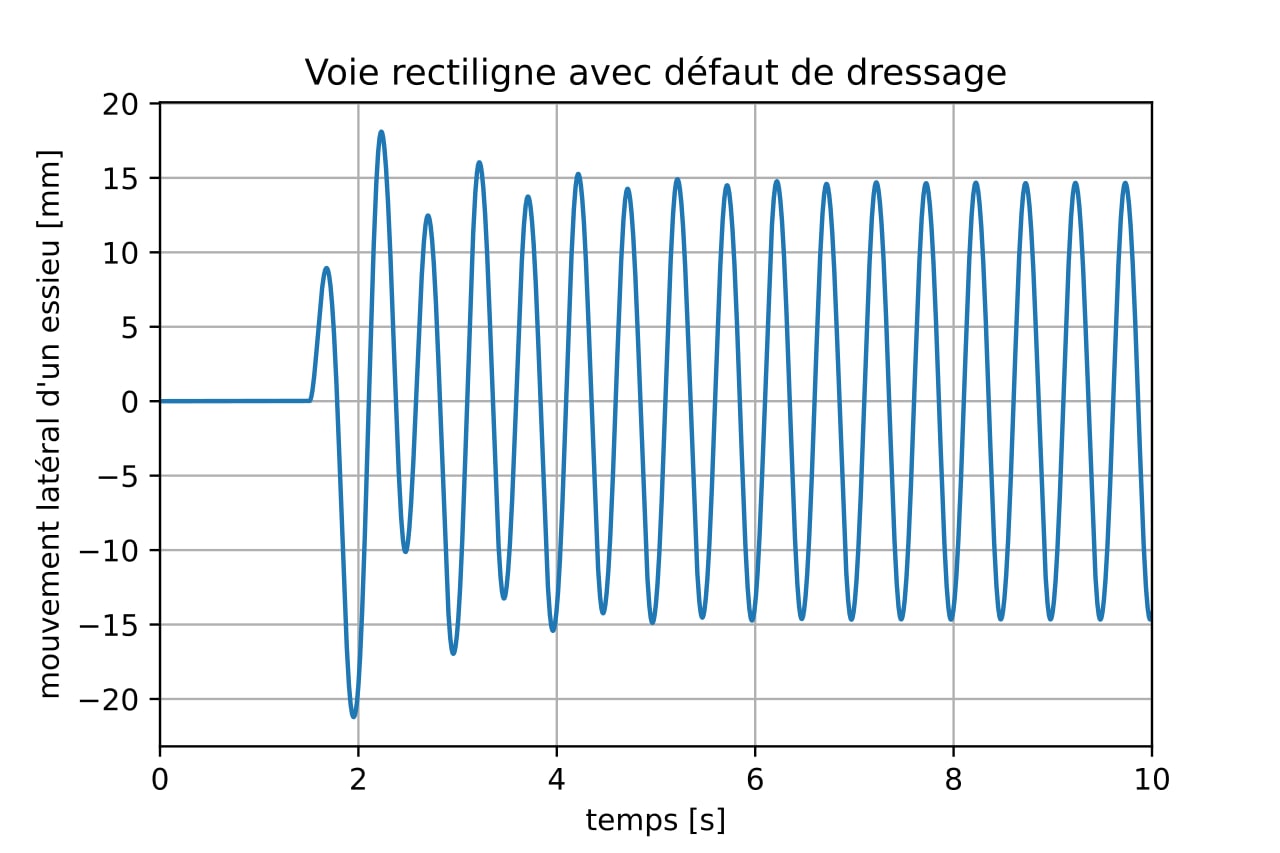 Voie rectiligne avec défaut de dressage
mouvement latéral d'un essieu [mm]
20
15
10
5
0
−5
−10
−15
−20
0 2 4 6 8 10
temps [s]